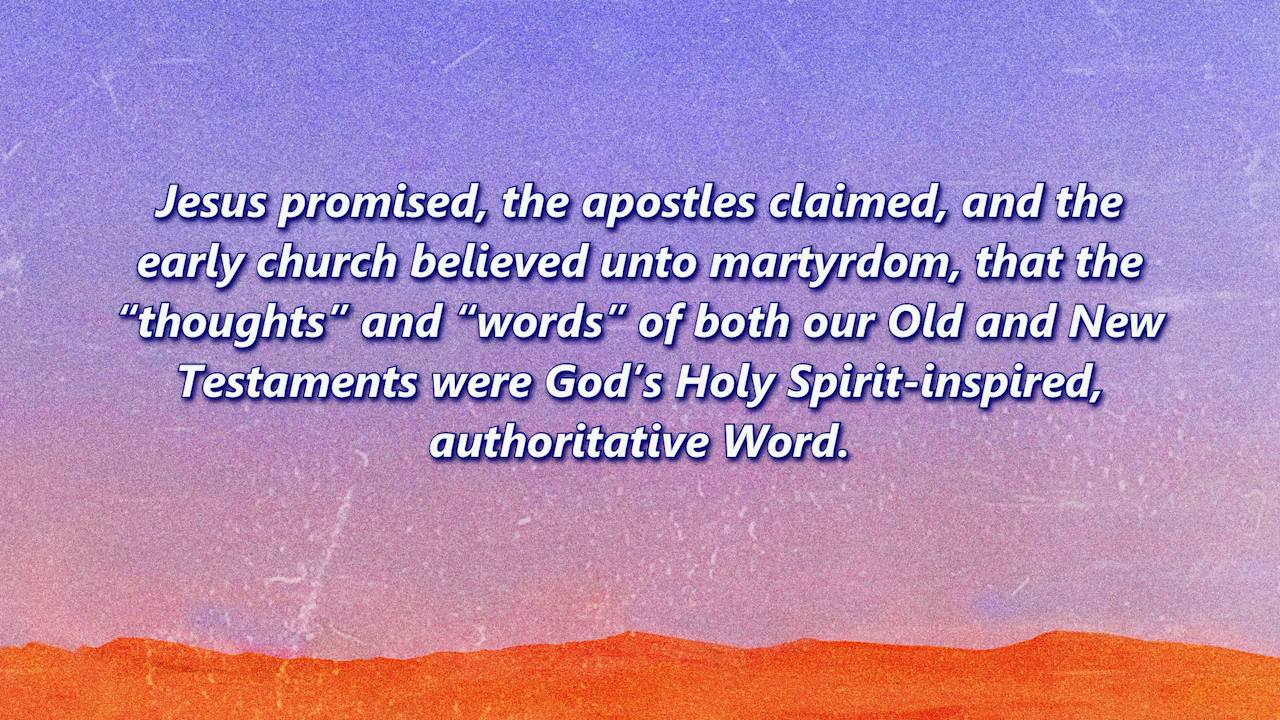 Jesus promised, the apostles claimed, and the
early church believed unto martyrdom, that the
“thoughts” and “words” of both our Old and New
Testaments were God’s Holy Spirit-inspired,
authoritative Word.